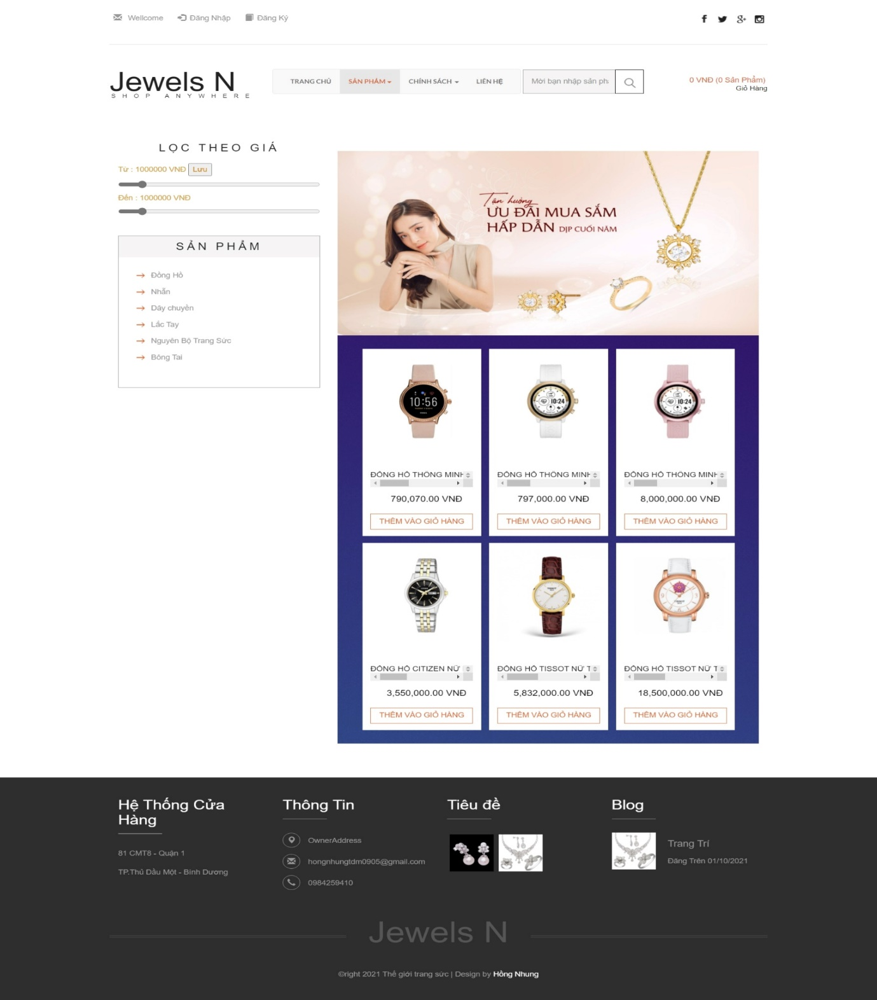 Wellcome Đăng Nhập Đăng Ký
Jewels N
SHOP ANYWHERE
TRANG CHỦ SẢN PHẨM CHÍNH SÁCH LIÊN HỆ Mời bạn nhập sản phẩ
0 VNĐ (0 Sản Phẩm)
Giỏ Hàng
LỌC THEO GIÁ
Từ : 1000000 VNĐ Lưu
Đến : 1000000 VNĐ
SẢN PHẨM
Đồng Hồ
Nhẫn
Dây chuyền
Lắc Tay
Nguyên Bộ Trang Sức
Bông Tai
Tận hưởng
ƯU ĐÃI MUA SẮM
HẤP DẪN DỊP CUỐI NĂM
10:56
10:24
10:24
ĐỒNG HỒ THÔNG MINH ĐỒNG HỒ THÔNG MINH ĐỒNG HỒ THÔNG MINH
790,070.00 VNĐ 797,000.00 VNĐ 8,000,000.00 VNĐ
THÊM VÀO GIỎ HÀNG THÊM VÀO GIỎ HÀNG THÊM VÀO GIỎ HÀNG
ĐỒNG HỒ CITIZEN NỮ ĐỒNG HỒ TISSOT NỮ T ĐỒNG HỒ TISSOT NỮ T
3,550,000.00 VNĐ 5,832,000.00 VNĐ 18,500,000.00 VNĐ
THÊM VÀO GIỎ HÀNG THÊM VÀO GIỎ HÀNG THÊM VÀO GIỎ HÀNG
Hệ Thống Cửa
Hàng
81 CMT8 - Quận 1
TP.Thủ Dầu Một - Bình Dương
Thông Tin
OwnerAddress
hongnhungtdm0905@gmail.com
0984259410
Tiêu đề
Blog
Trang Trí
Đăng Trên 01/10/2021
Jewels N
©right 2021 Thế giới trang sức | Design by Hồng Nhung